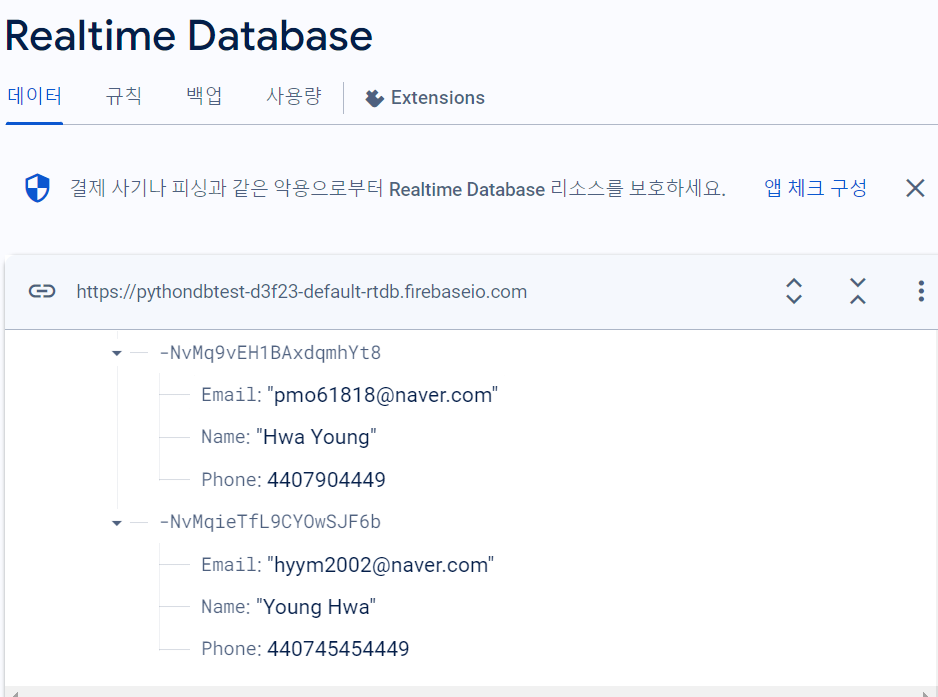 Realtime Database
데이터 규칙 백업 사용량 Extensions
결제 사기나 피싱과 같은 악용으로부터 Realtime Database 리소스를 보호하세요. 앱 체크 구성
https://pythondbtest-d3f23-default-rtdb.firebaseio.com
-NvMq9vEH1BAxdqmhYt8
Email: "pmo61818@naver.com"
Name: "Hwa Young"
Phone: 4407904449
-NvMqieTfL9CYOwSJF6b
Email: "hyym2002@naver.com"
Name: "Young Hwa"
Phone: 440745454449